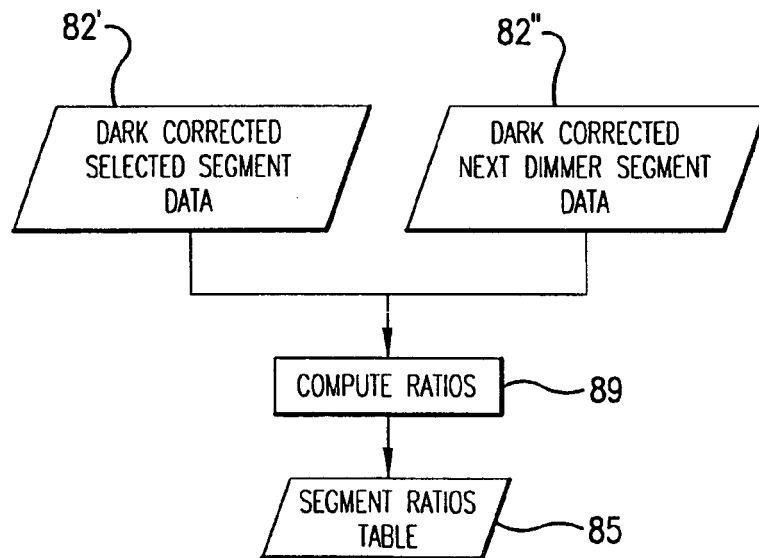 82' 82"
DARK CORRECTED
SELECTED SEGMENT
DATA
DARK CORRECTED
NEXT DIMMER SEGMENT
DATA
COMPUTE RATIOS
89
SEGMENT RATIOS
TABLE
85